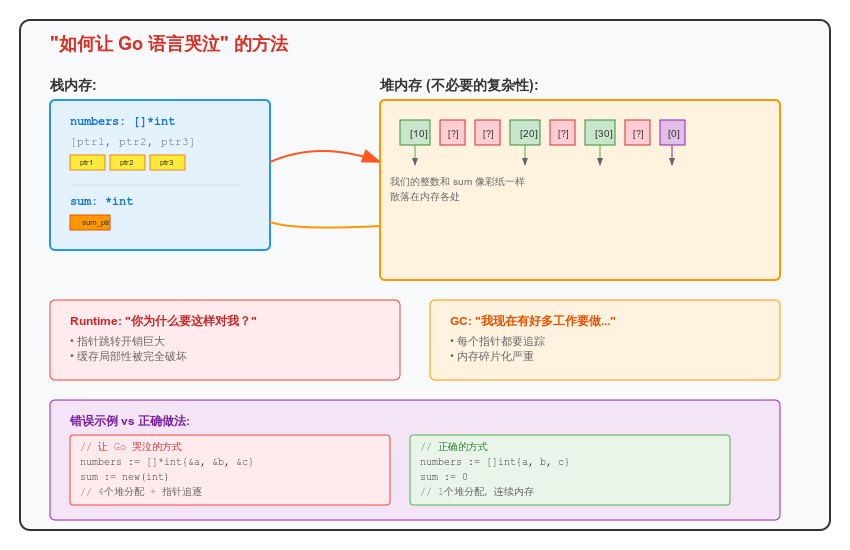 "如何让 Go 语言哭泣" 的方法
栈内存:
堆内存 (不必要的复杂性):
numbers: []*int
[ptr1, ptr2, ptr3]
ptr1 ptr2 ptr3
sum: *int
sum_ptr
[10] [?] [?] [20] [?] [30] [?] [0]
我们的整数和 sum 像彩纸一样
散落在内存各处
Runtime: "你为什么要这样对我？"
• 指针跳转开销巨大
• 缓存局部性被完全破坏
GC: "我现在有好多工作要做..."
• 每个指针都要追踪
• 内存碎片化严重
错误示例 vs 正确做法:
// 让 Go 哭泣的方式
numbers := []*int{&a, &b, &c}
sum := new(int)
// 4个堆分配 + 指针追逐
// 正确的方式
numbers := []int{a, b, c}
sum := 0
// 1个堆分配, 连续内存